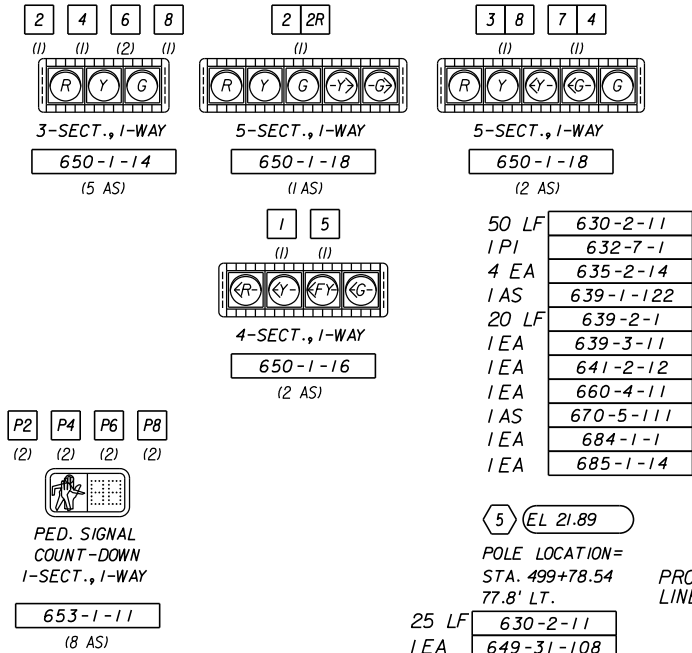 2 4 6 8
(1) (1) (2) (1)
R Y G
3-SECT., 1-WAY
650-1-14
(5 AS)
2 2R
(1)
R Y G -Y> -G>
5-SECT., 1-WAY
650-1-18
(1 AS)
3 8 7 4
(1) (1)
R Y <Y- <G- G
5-SECT., 1-WAY
650-1-18
(2 AS)
1 5
(1) (1)
<R- <Y- <FY- <G-
4-SECT., 1-WAY
650-1-16
(2 AS)
50 LF 630-2-11
1 PI 632-7-1
4 EA 635-2-14
1 AS 639-1-122
20 LF 639-2-1
1 EA 639-3-11
1 EA 641-2-12
1 EA 660-4-11
1 AS 670-5-111
1 EA 684-1-1
1 EA 685-1-14
P2 P4 P6 P8
(2) (2) (2) (2)
PED. SIGNAL
COUNT-DOWN
1-SECT., 1-WAY
653-1-11
(8 AS)
5 EL 21.89
POLE LOCATION=
STA. 499+78.54
77.8' LT.
25 LF 630-2-11
1 EA 649-31-108